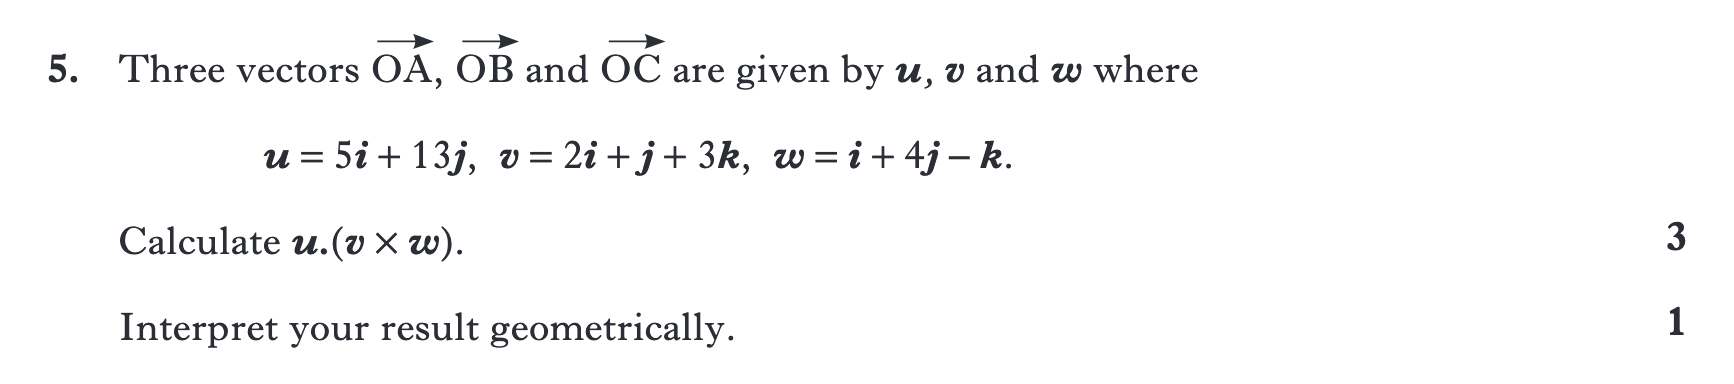 5. Three vectors OA, OB and OC are given by u, v and w where
u = 5i + 13j, v = 2i + j + 3k, w = i + 4j – k.
Calculate u.(v × w). 3
Interpret your result geometrically. 1